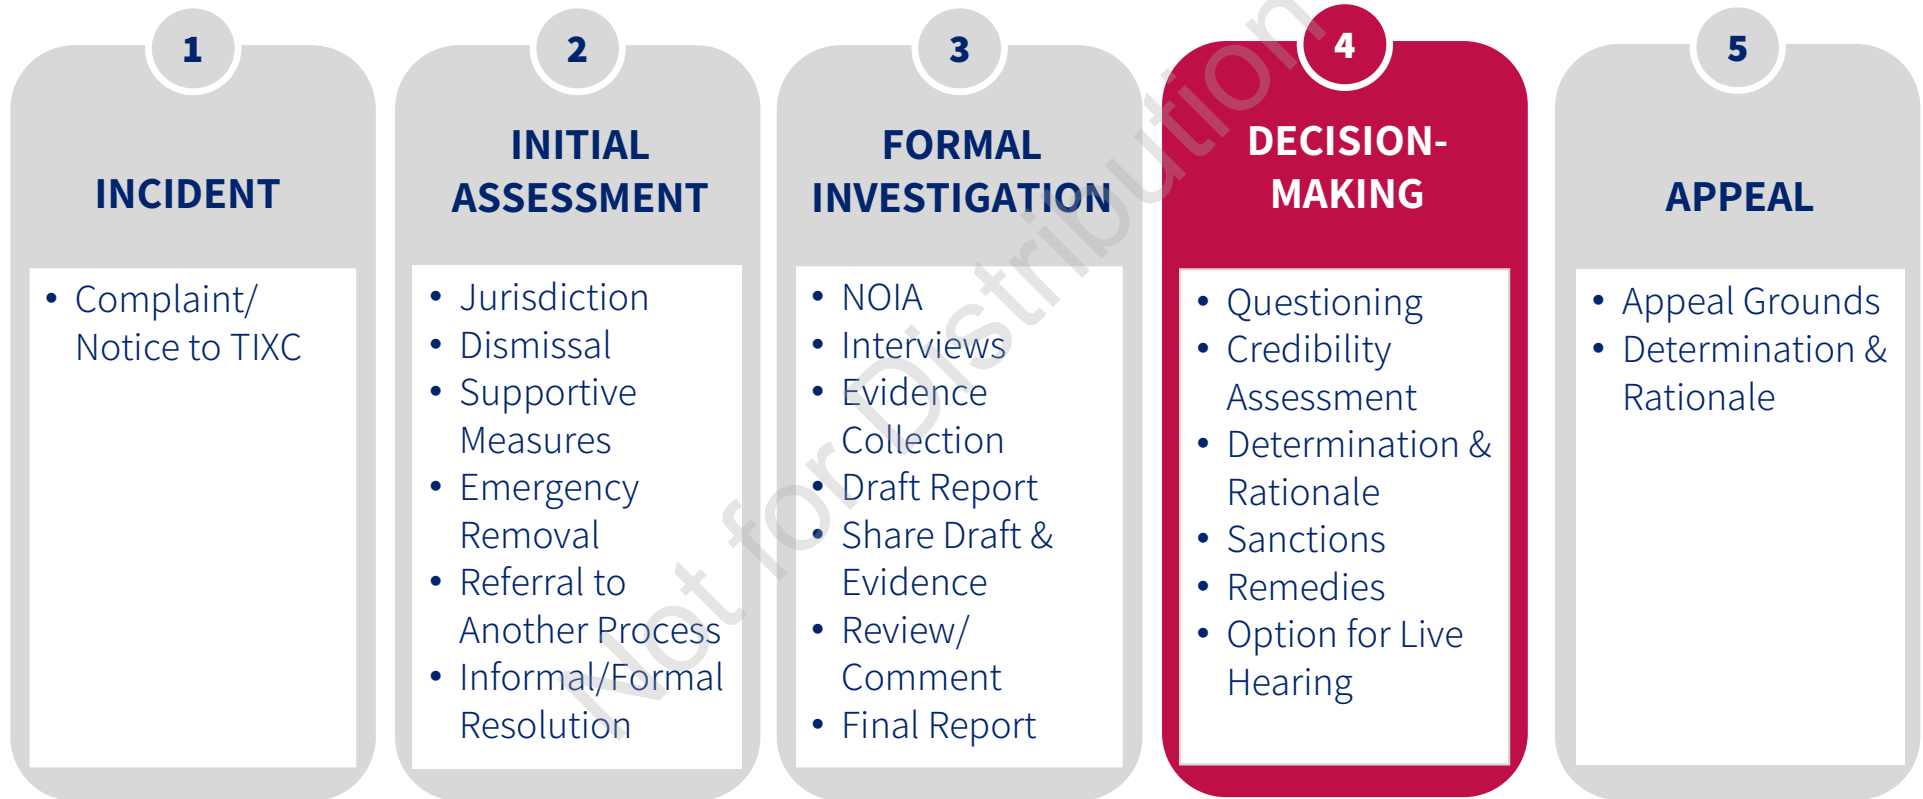 1
INCIDENT
• Complaint/
Notice to TIXC
2
INITIAL
ASSESSMENT
• Jurisdiction
• Dismissal
• Supportive
Measures
• Emergency
Removal
• Referral to
Another Process
• Informal/Formal
Resolution
3
FORMAL
INVESTIGATION
• NOIA
• Interviews
• Evidence
Collection
• Draft Report
• Share Draft &
Evidence
• Review/
Comment
• Final Report
4
DECISION-
MAKING
• Questioning
• Credibility
Assessment
• Determination &
Rationale
• Sanctions
• Remedies
• Option for Live
Hearing
5
APPEAL
• Appeal Grounds
• Determination &
Rationale
Not for Distribution